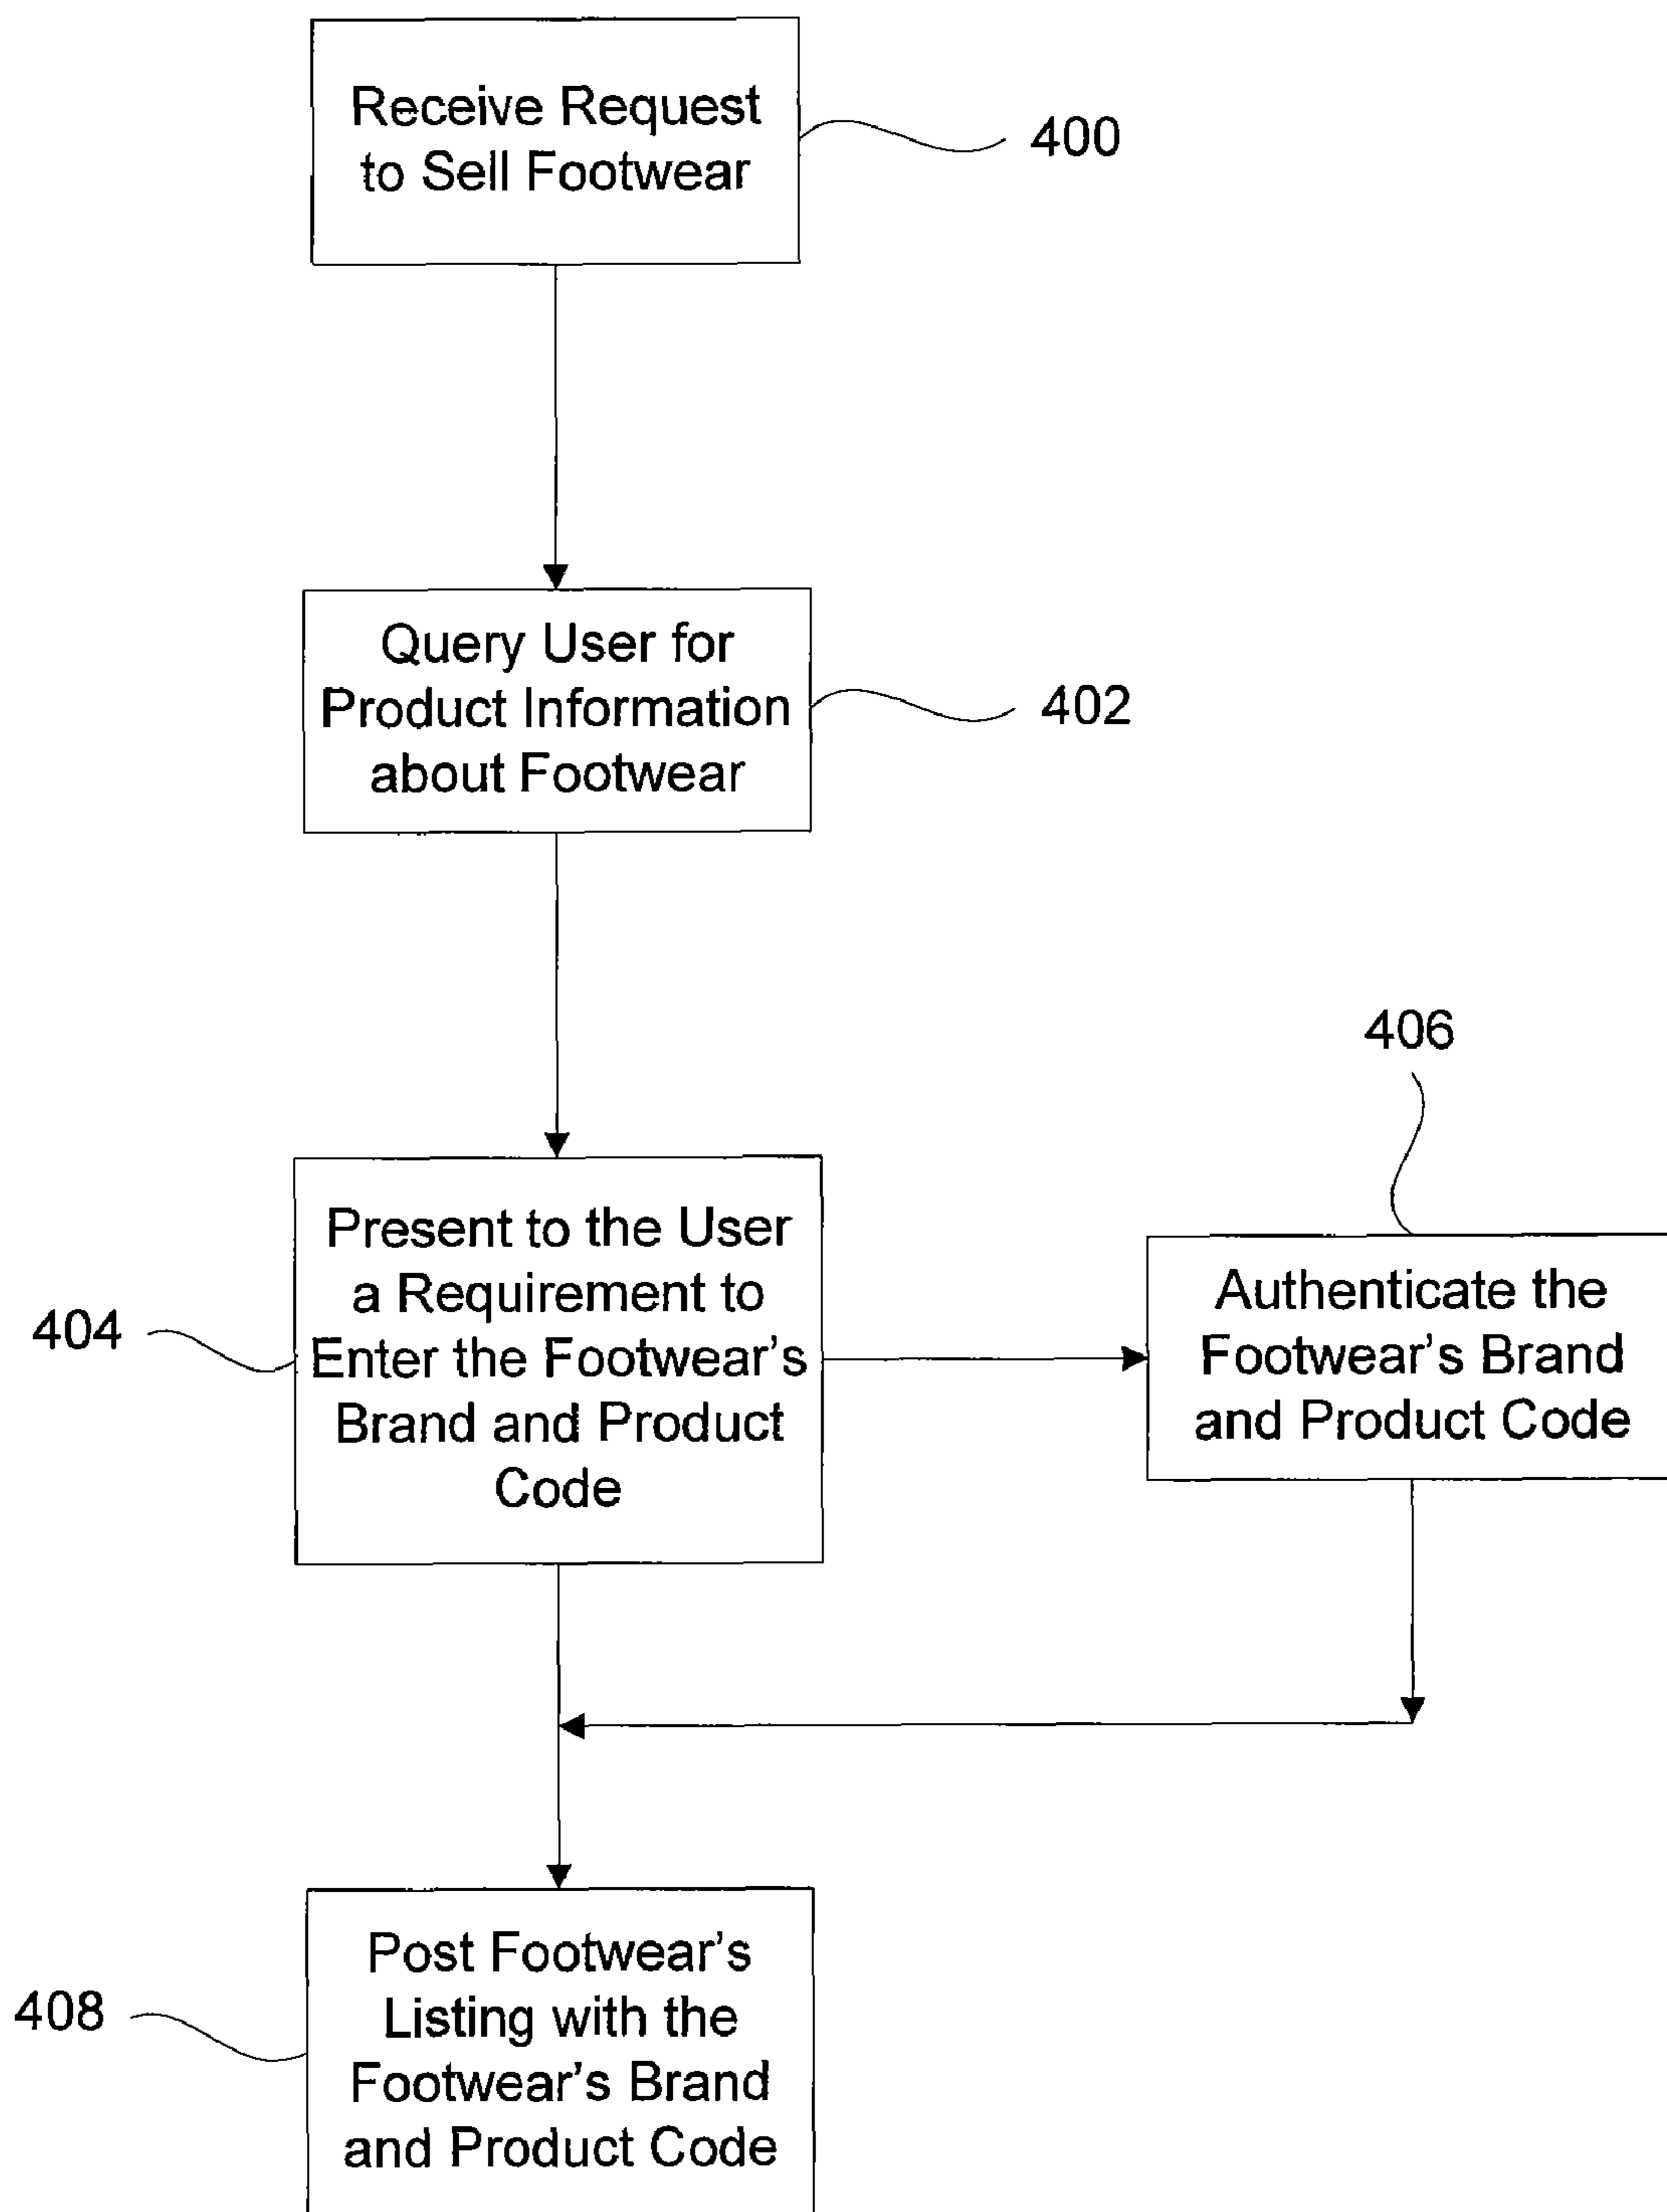 Receive Request
to Sell Footwear
400
Query User for
Product Information
about Footwear
402
406
Present to the User
a Requirement to
Enter the Footwear’s
Brand and Product
Code
404
Authenticate the
Footwear’s Brand
and Product Code
Post Footwear’s
Listing with the
Footwear’s Brand
and Product Code
408